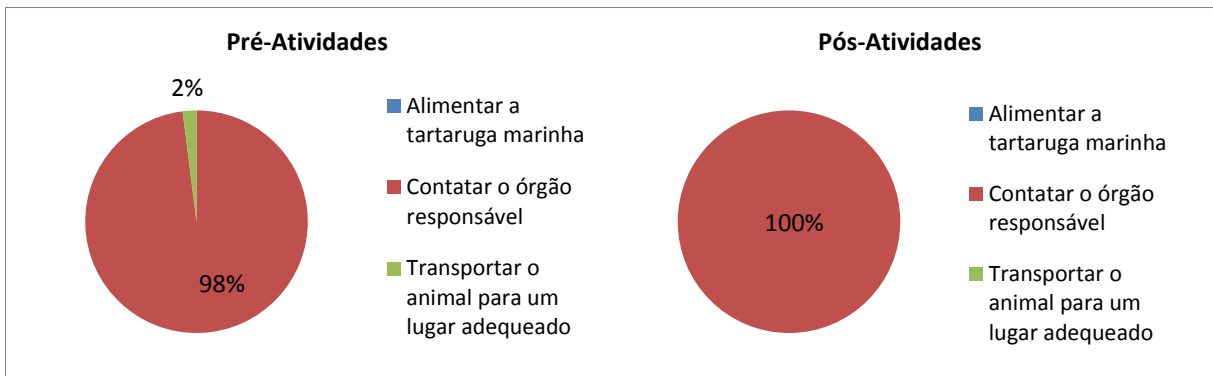 Pré-Atividades
2%
98%
Alimentar a
tartaruga marinha
Contatar o órgão
responsável
Transportar o
animal para um
lugar adequeado
Pós-Atividades
100%
Alimentar a
tartaruga marinha
Contatar o órgão
responsável
Transportar o
animal para um
lugar adequeado